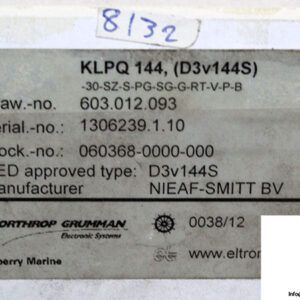 8132
KLPQ 144, (D3v144S)
-30-SZ-S-PG-SG-G-RT-V-P-B
aw.-no. 603.012.093
erial.-no.: 1306239.1.10
ock.-no.: 060368-0000-000
ED approved type: D3v144S
anufacturer NIEAF-SMITT BV
ORTHROP GRUMMAN
Electronic Systems
0038/12
perry Marine
www.eltron
Info